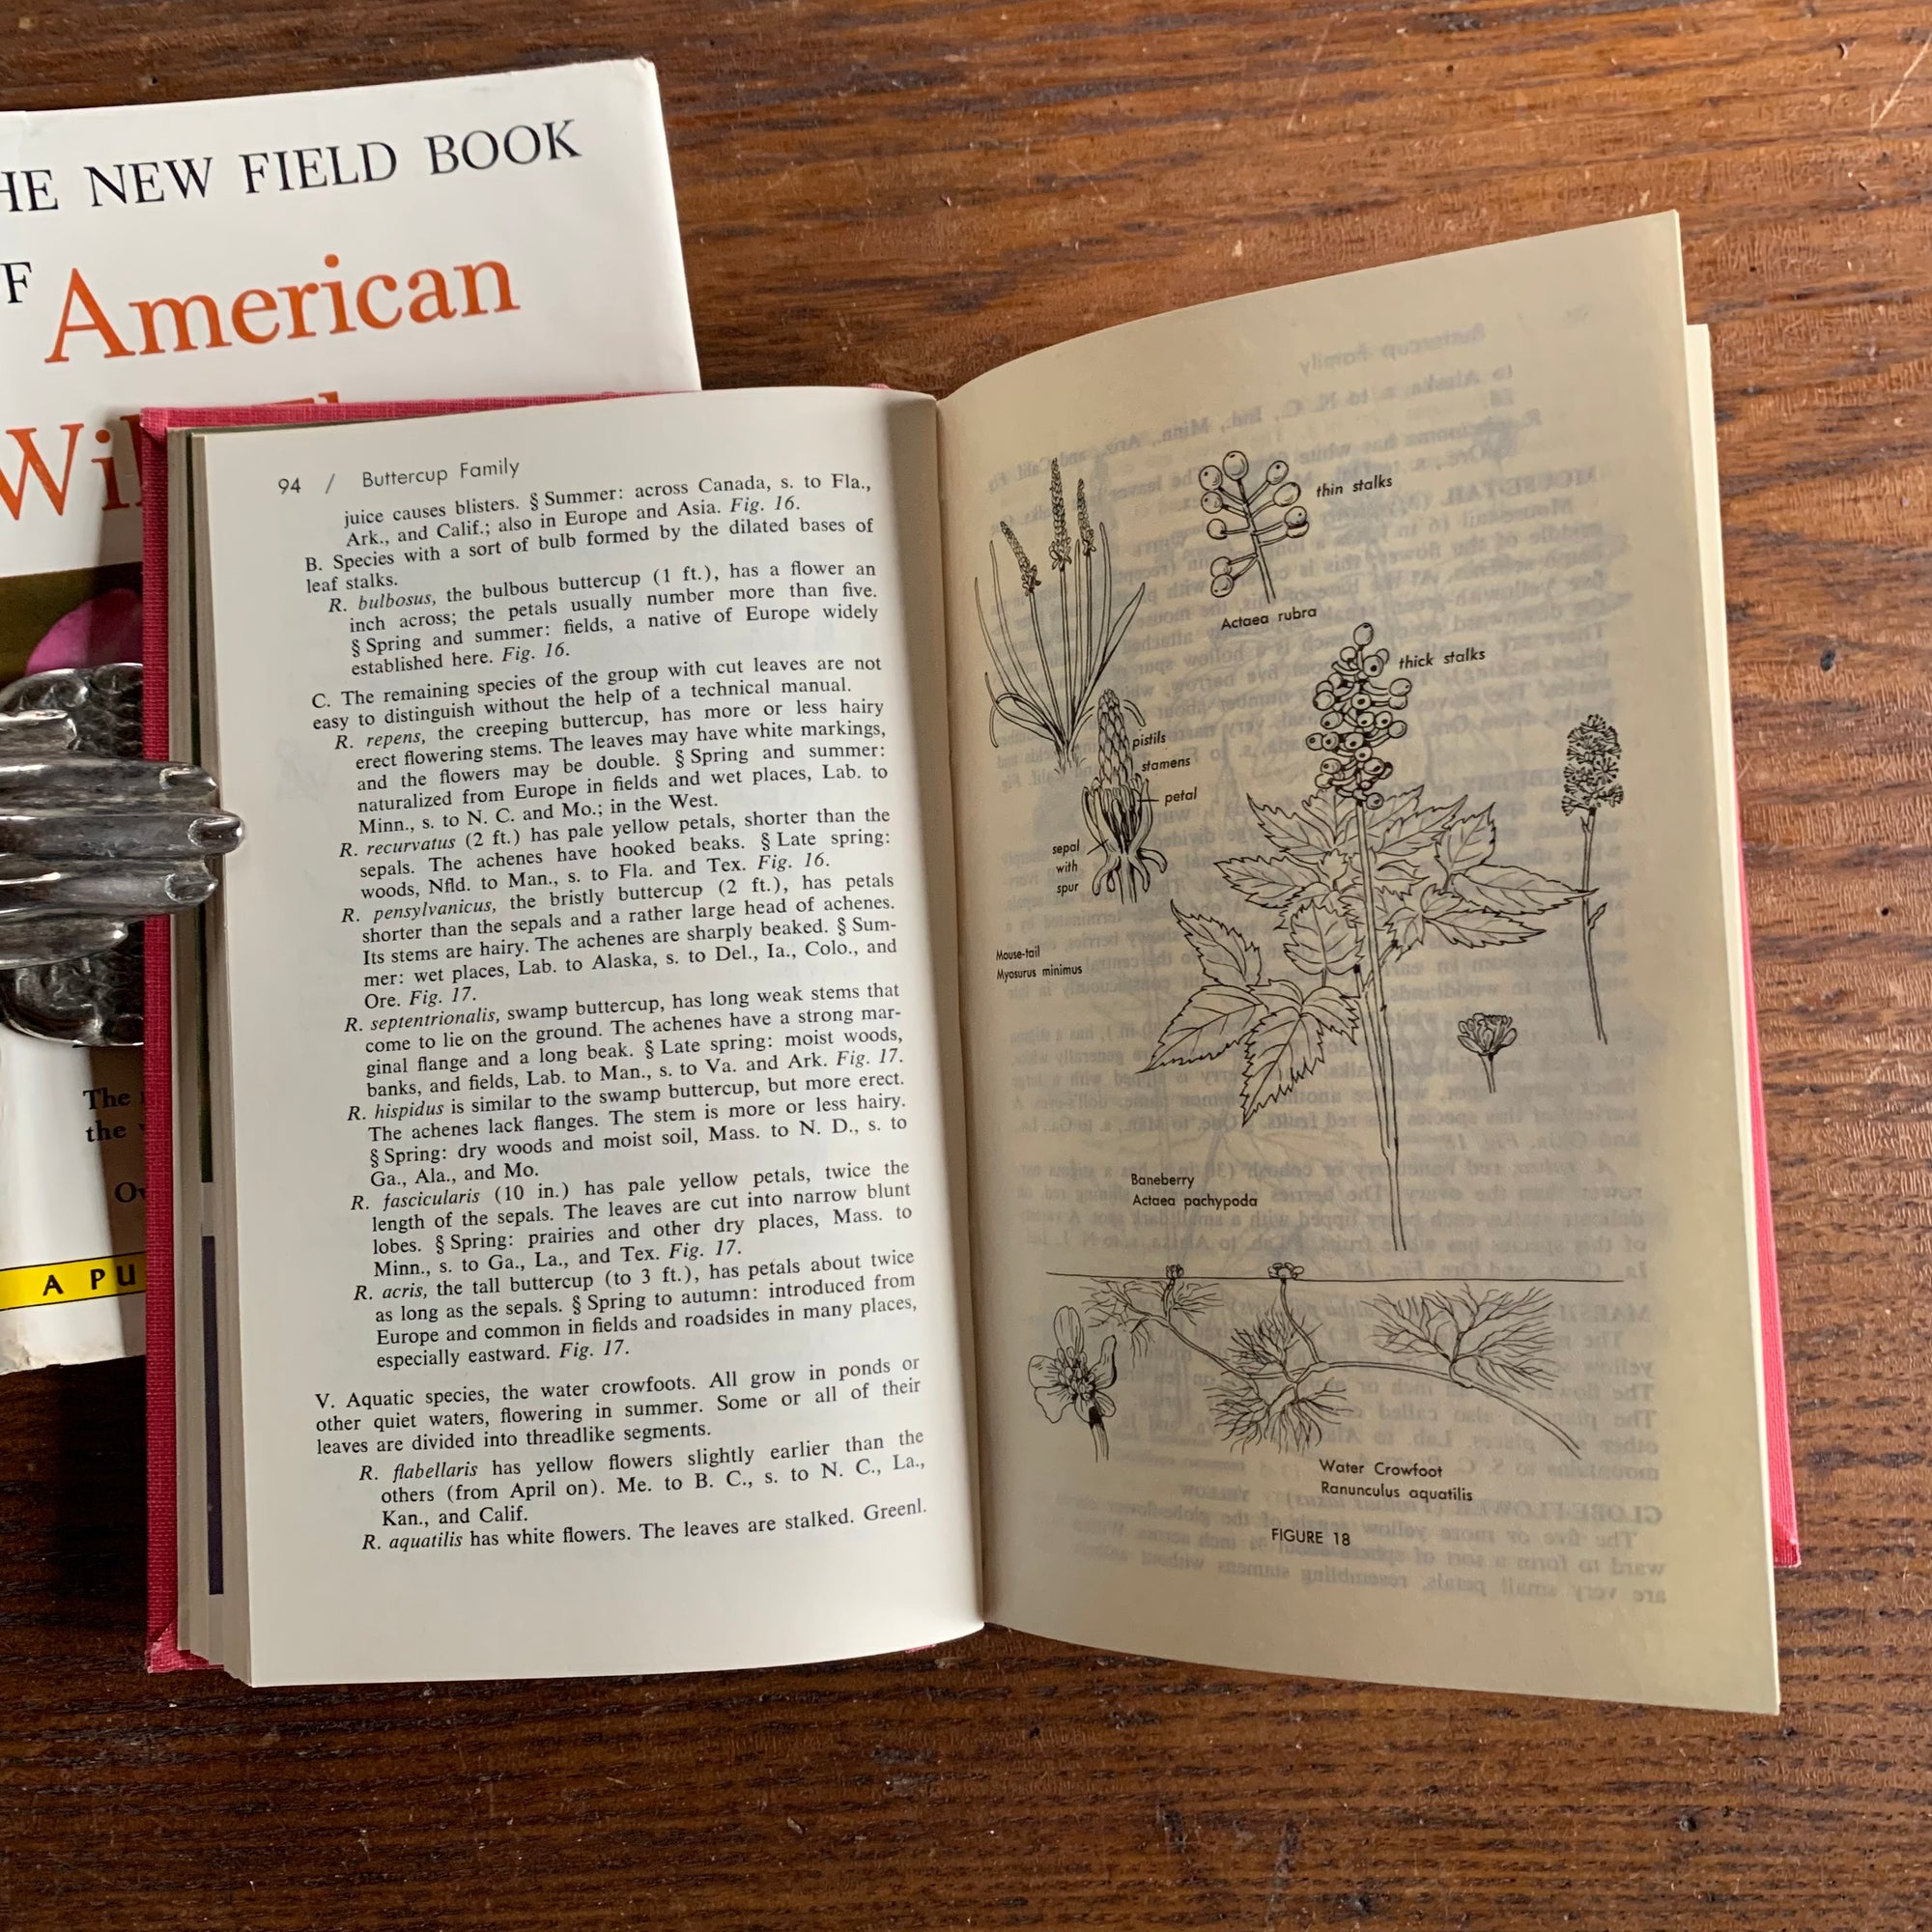 THE NEW FIELD BOOK
OF American
The
the
A PU
94 / Buttercup Family
juice causes blisters. § Summer: across Canada, s. to Fla.,
Ark., and Calif.; also in Europe and Asia. Fig. 16.
B. Species with a sort of bulb formed by the dilated bases of
leaf stalks.
R. bulbosus, the bulbous buttercup (1 ft.), has a flower an
inch across; the petals usually number more than five.
§ Spring and summer: fields, a native of Europe widely
established here. Fig. 16.
C. The remaining species of the group with cut leaves are not
easy to distinguish without the help of a technical manual.
R. repens, the creeping buttercup, has more or less hairy
erect flowering stems. The leaves may have white markings,
and the flowers may be double. § Spring and summer:
naturalized from Europe in fields and wet places, Lab. to
Minn., s. to N. C. and Mo.; in the West.
R. recurvatus (2 ft.) has pale yellow petals, shorter than the
sepals. The achenes have hooked beaks. § Late spring:
woods, Nfld. to Man., s. to Fla. and Tex. Fig. 16.
R. pensylvanicus, the bristly buttercup (2 ft.), has petals
shorter than the sepals and a rather large head of achenes.
Its stems are hairy. The achenes are sharply beaked. § Sum-
mer: wet places, Lab. to Alaska, s. to Del., Ia., Colo., and
Ore. Fig. 17.
R. septentrionalis, swamp buttercup, has long weak stems that
come to lie on the ground. The achenes have a strong mar-
ginal flange and a long beak. § Late spring: moist woods,
banks, and fields, Lab. to Man., s. to Va. and Ark. Fig. 17.
R. hispidus is similar to the swamp buttercup, but more erect.
The achenes lack flanges. The stem is more or less hairy.
§ Spring: dry woods and moist soil, Mass. to N. D., s. to
Ga., Ala., and Mo.
R. fascicularis (10 in.) has pale yellow petals, twice the
length of the sepals. The leaves are cut into narrow blunt
lobes. § Spring: prairies and other dry places, Mass. to
Minn., s. to Ga., La., and Tex. Fig. 17.
R. acris, the tall buttercup (to 3 ft.), has petals about twice
as long as the sepals. § Spring to autumn: introduced from
Europe and common in fields and roadsides in many places,
especially eastward. Fig. 17.
V. Aquatic species, the water crowfoots. All grow in ponds or
other quiet waters, flowering in summer. Some or all of their
leaves are divided into threadlike segments.
R. flabellaris has yellow flowers slightly earlier than the
others (from April on). Me. to B. C., s. to N. C., La.,
Kan., and Calif.
R. aquatilis has white flowers. The leaves are stalked. Greenl.
thin stalks
Actaea rubra
thick stalks
pistils
stamens
petal
sepal
with
spur
Mouse-tail
Myosurus minimus
Baneberry
Actaea pachypoda
Water Crowfoot
Ranunculus aquatilis
FIGURE 18